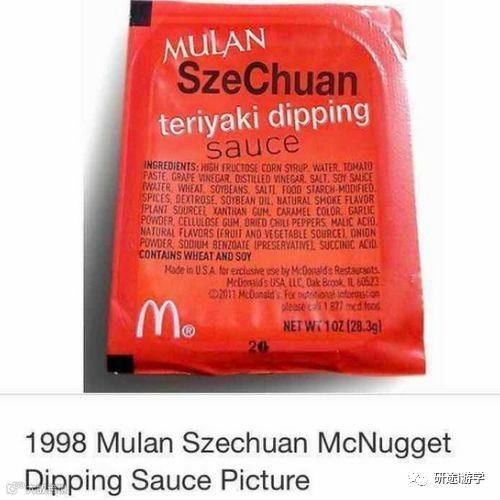 MULAN
SzeChuan
teriyaki dipping
sauce
INGREDIENTS: HIGH FRUCTOSE CORN SYRUP, WATER, TOMATO
PASTE, GRAPE VINEGAR, DISTILLED VINEGAR, SALT, SOY SAUCE
(WATER, WHEAT, SOYBEANS, SALT), FOOD STARCH-MODIFIED,
SPICES, DEXTROSE, SOYBEAN OIL, NATURAL SMOKE FLAVOR
(PLANT SOURCE), XANTHAN GUM, CARAMEL COLOR, GARLIC
POWDER, CELLULOSE GUM, DRIED CHILI PEPPERS, MALIC ACID,
NATURAL FLAVORS (FRUIT AND VEGETABLE SOURCE), ONION
POWDER, SODIUM BENZOATE (PRESERVATIVE), SUCCINIC ACID.
CONTAINS WHEAT AND SOY
Made in U.S.A. for exclusive use by McDonald's Restaurants.
McDonald's USA, LLC, Oak Brook, IL 60523
©2011 McDonald's. For nutritional information
please call 1 877 mcd food
NET WT 1OZ (28.3g)
1998 Mulan Szechuan McNugget
Dipping Sauce Picture
研途i游学